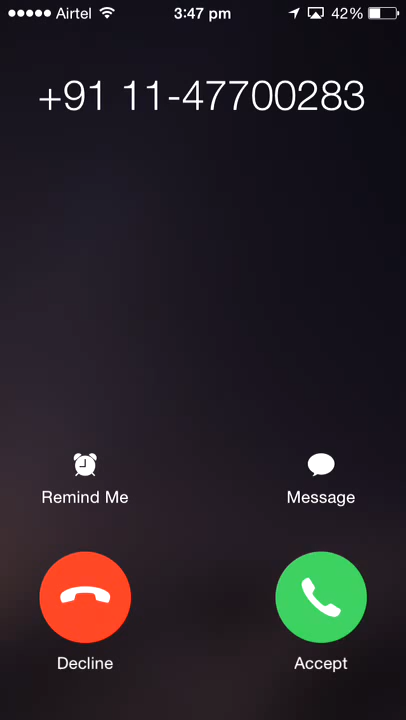 Airtel 3:47 pm 42%
+91 11-47700283
Remind Me Message
Decline Accept